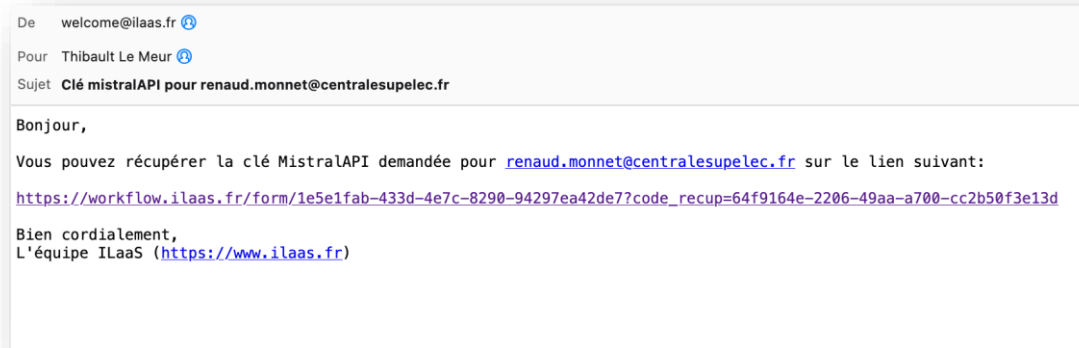 De welcome@ilaas.fr
Pour Thibault Le Meur
Sujet Clé mistralAPI pour renaud.monnet@centralesupelec.fr
Bonjour,
Vous pouvez récupérer la clé MistralAPI demandée pour renaud.monnet@centralesupelec.fr sur le lien suivant:
https://workflow.ilaas.fr/form/1e5e1fab-433d-4e7c-8290-94297ea42de7?code_recup=64f9164e-2206-49aa-a700-cc2b50f3e13d
Bien cordialement,
L'équipe ILaaS (https://www.ilaas.fr)